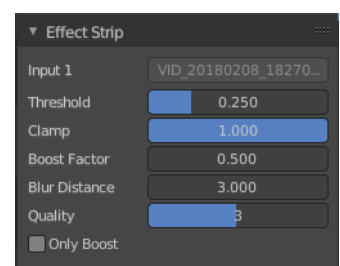 Effect Strip
Input 1 VID_20180208_18270...
Threshold 0.250
Clamp 1.000
Boost Factor 0.500
Blur Distance 3.000
Quality 3
Only Boost